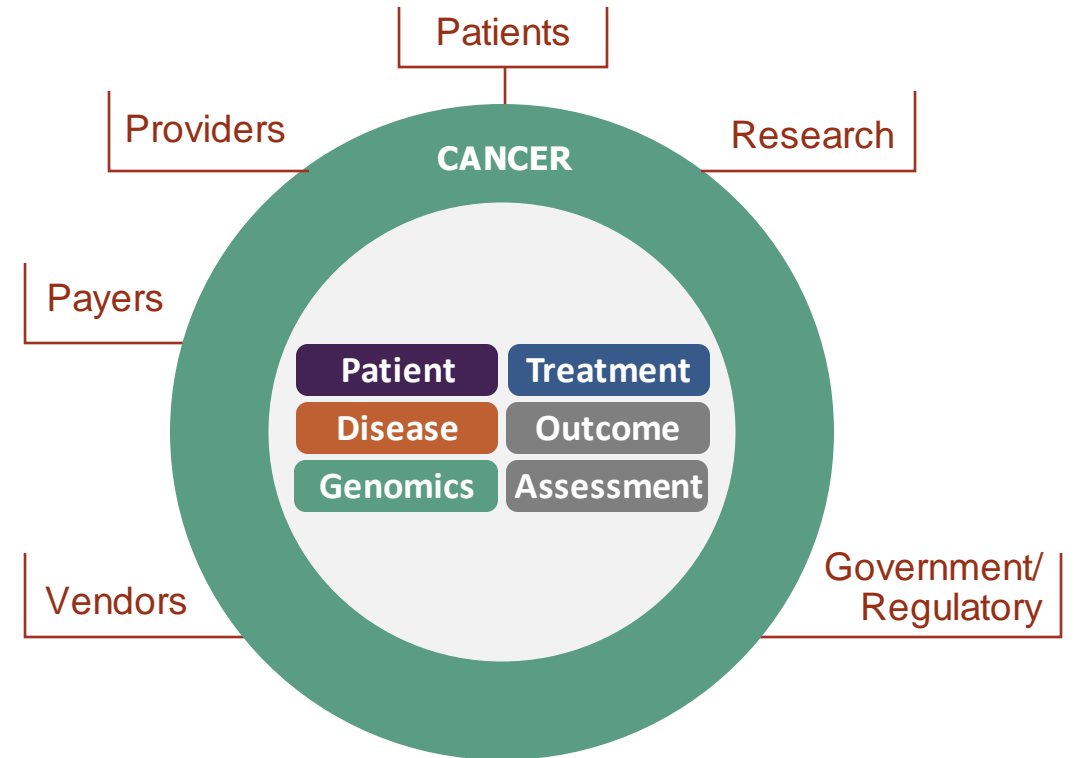 Patients
Providers
Research
CANCER
Payers
Patient
Treatment
Disease
Outcome
Genomics
Assessment
Vendors
Government/
Regulatory